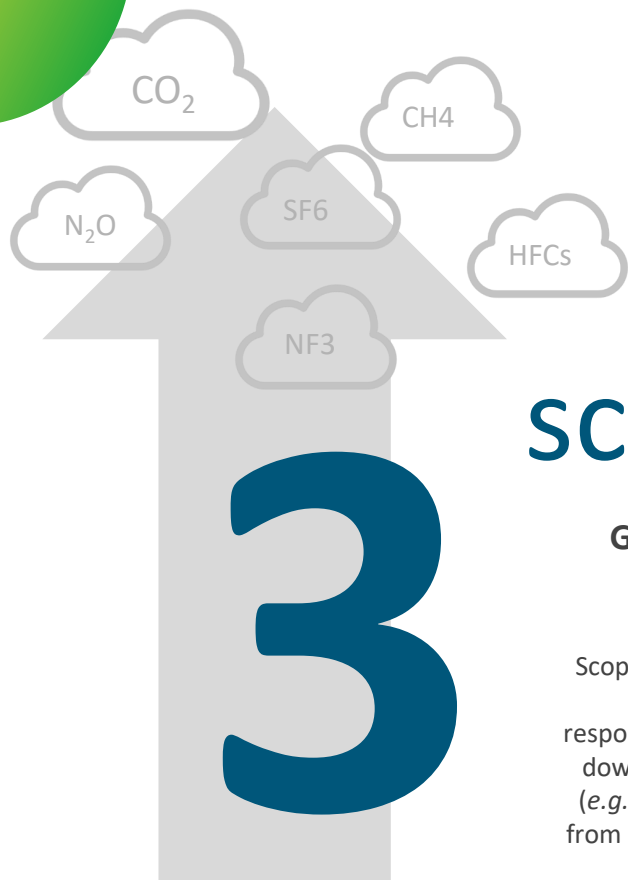 CO₂
CH4
N₂O
SF6
HFCs
NF3
3
SC
G
Scop
respo
dow
(e.g.
from